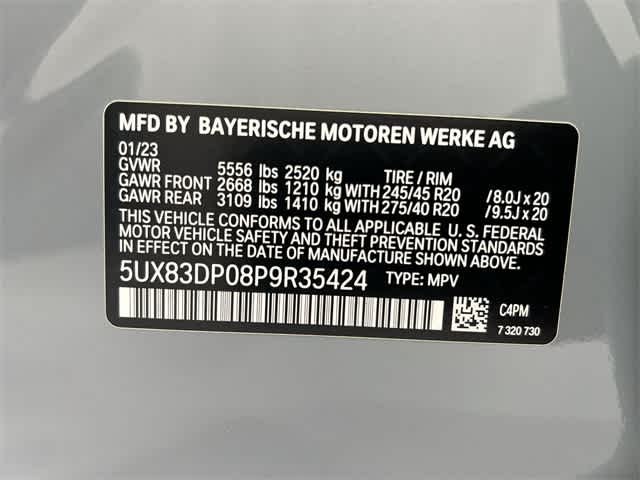 MFD BY BAYERISCHE MOTOREN WERKE AG
01/23
GVWR 5556 lbs 2520 kg TIRE / RIM
GAWR FRONT 2668 lbs 1210 kg WITH 245/45 R20 /8.0J x 20
GAWR REAR 3109 lbs 1410 kg WITH 275/40 R20 /9.5J x 20
THIS VEHICLE CONFORMS TO ALL APPLICABLE U. S. FEDERAL
MOTOR VEHICLE SAFETY AND THEFT PREVENTION STANDARDS
IN EFFECT ON THE DATE OF MANUFACTURE SHOWN ABOVE.
5UX83DP08P9R35424 TYPE: MPV
C4PM
7 320 730